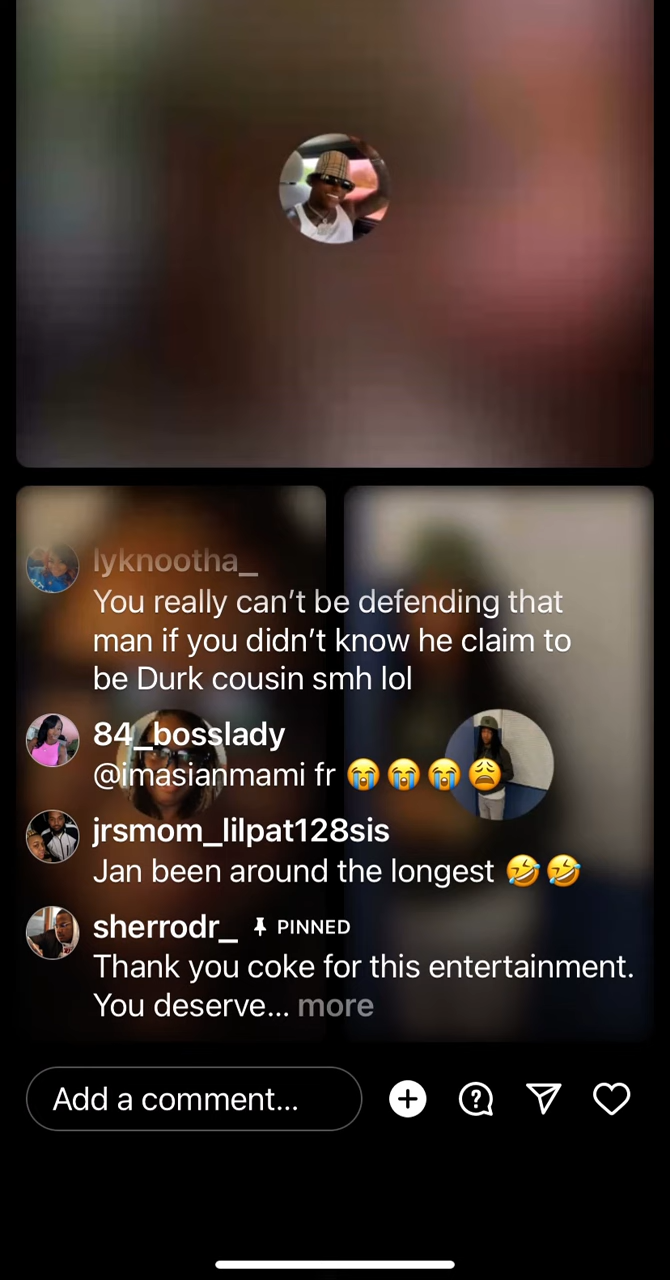 lyknootha_
You really can’t be defending that
man if you didn’t know he claim to
be Durk cousin smh lol
84_bosslady
@imasianmami fr 😭😭😭😩
jrsmom_lilpat128sis
Jan been around the longest 🤣🤣
sherrodr_ 📌 PINNED
Thank you coke for this entertainment.
You deserve... more
Add a comment...